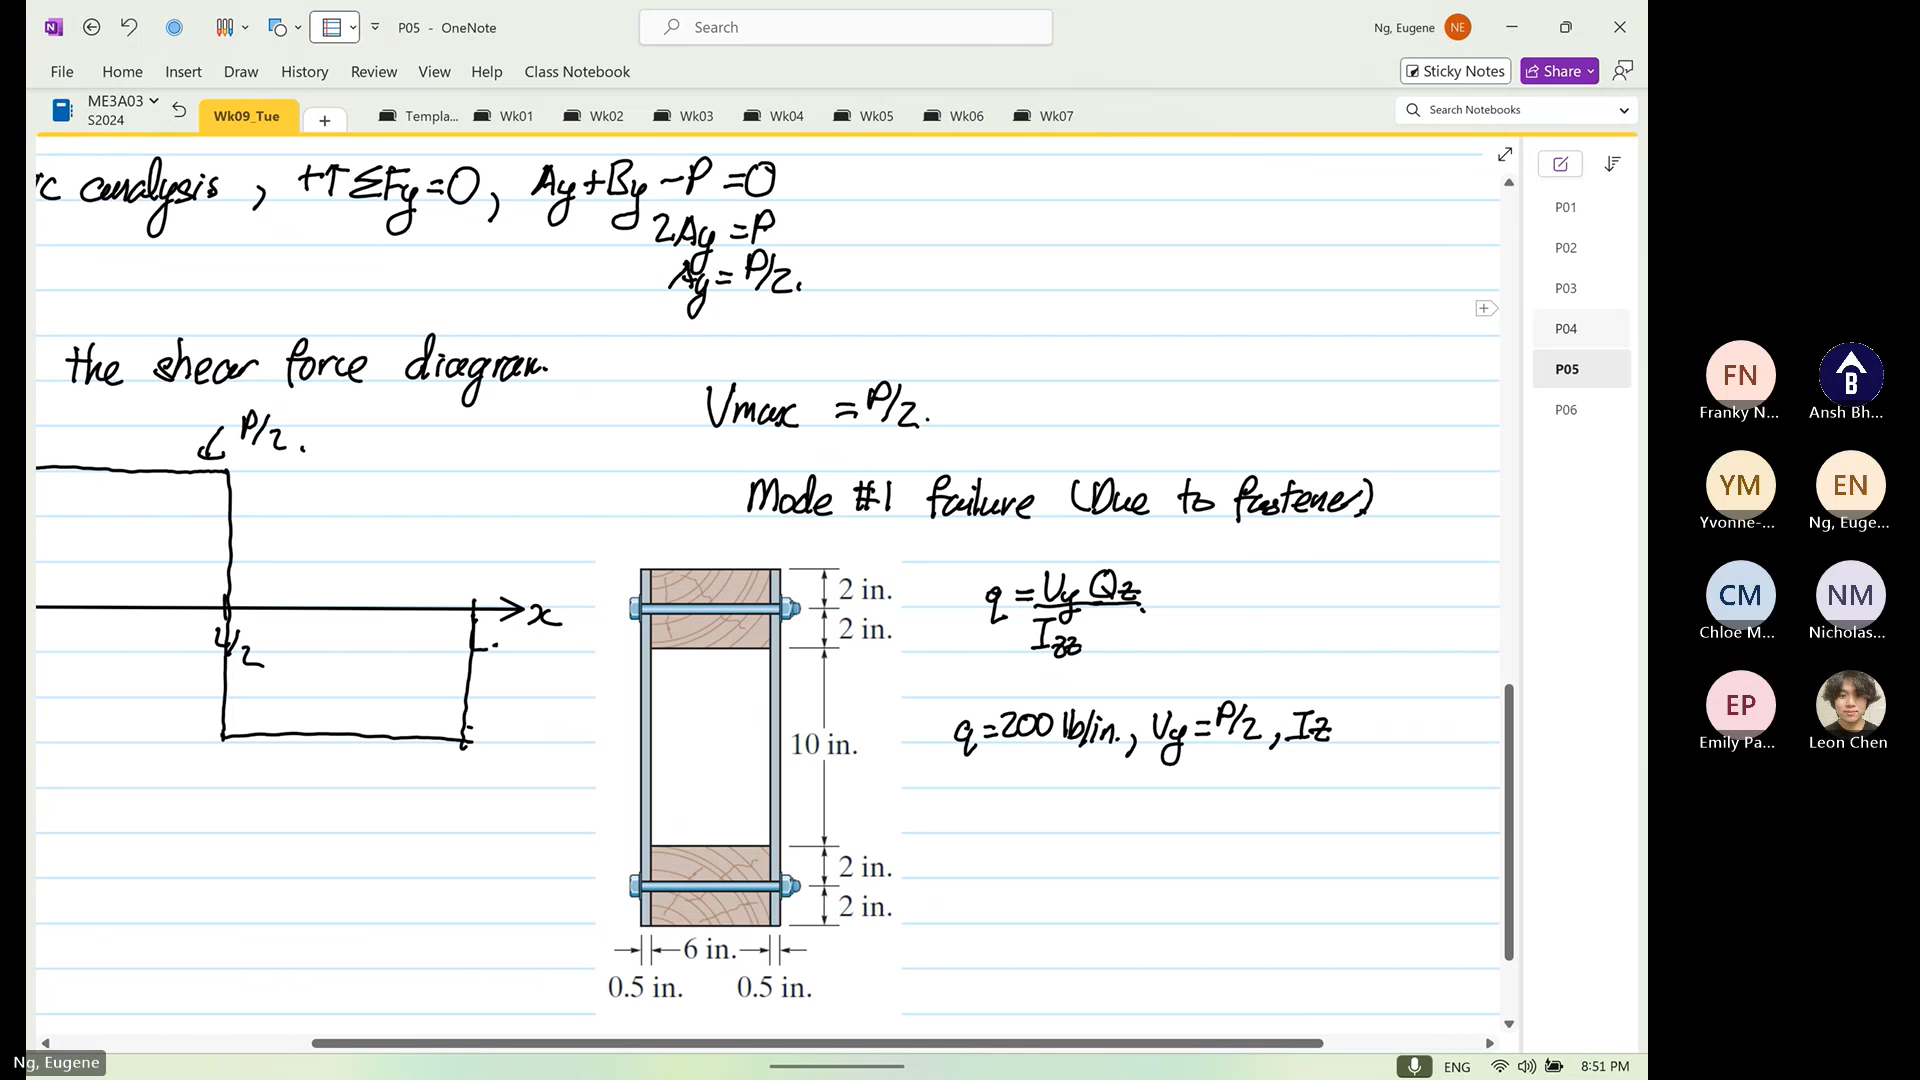 P05 - OneNote
Search
Ng, Eugene
NE
File Home Insert Draw History Review View Help Class Notebook
Sticky Notes
Share
ME3A03
S2024
Wk09_Tue
Templa...
Wk01
Wk02
Wk03
Wk04
Wk05
Wk06
Wk07
Search Notebooks
P01
P02
P03
P04
P05
P06
c analysis, +↑ΣFy=0, Ay+By-P=0
2Ay=P
Ay=P/2.
the shear force diagram.
Vmax = P/2.
P/2.
x
L/2
L.
Mode #1 failure (Due to fastener)
q = Vy Qz / Izz
q=200 lb/in., Vy=P/2, Iz
2 in.
2 in.
10 in.
2 in.
2 in.
6 in.
0.5 in. 0.5 in.
FN
Franky N...
B
Ansh Bh...
YM
Yvonne-...
EN
Ng, Euge...
CM
Chloe M...
NM
Nicholas...
EP
Emily Pa...
Leon Chen
Ng, Eugene
ENG
8:51 PM